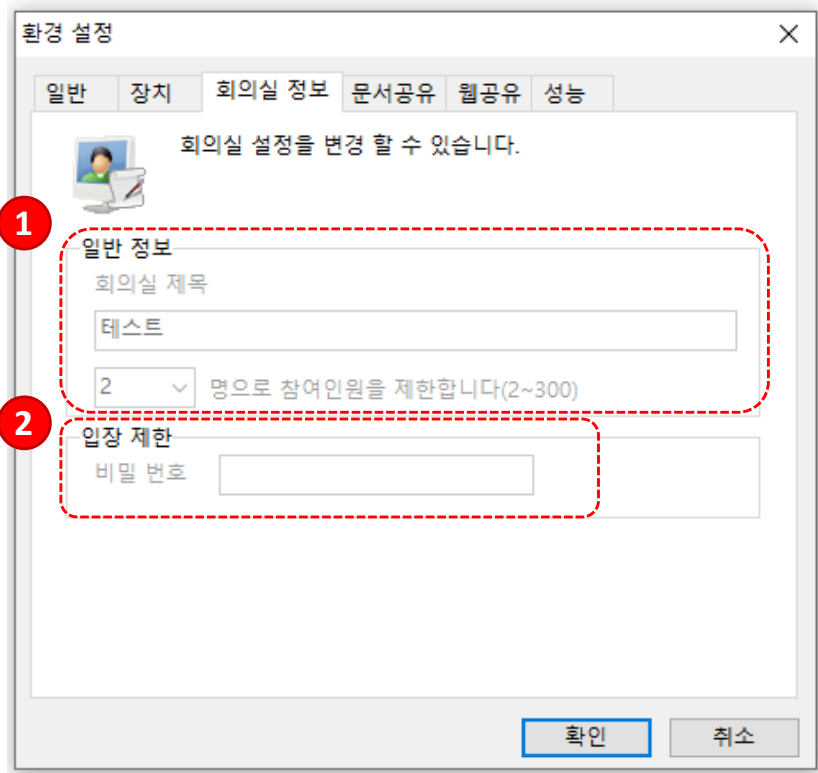 환경 설정
일반 장치 회의실 정보 문서공유 웹공유 성능
회의실 설정을 변경 할 수 있습니다.
1
일반 정보
회의실 제목
테스트
2 명으로 참여인원을 제한합니다(2~300)
2
입장 제한
비밀 번호
확인 취소